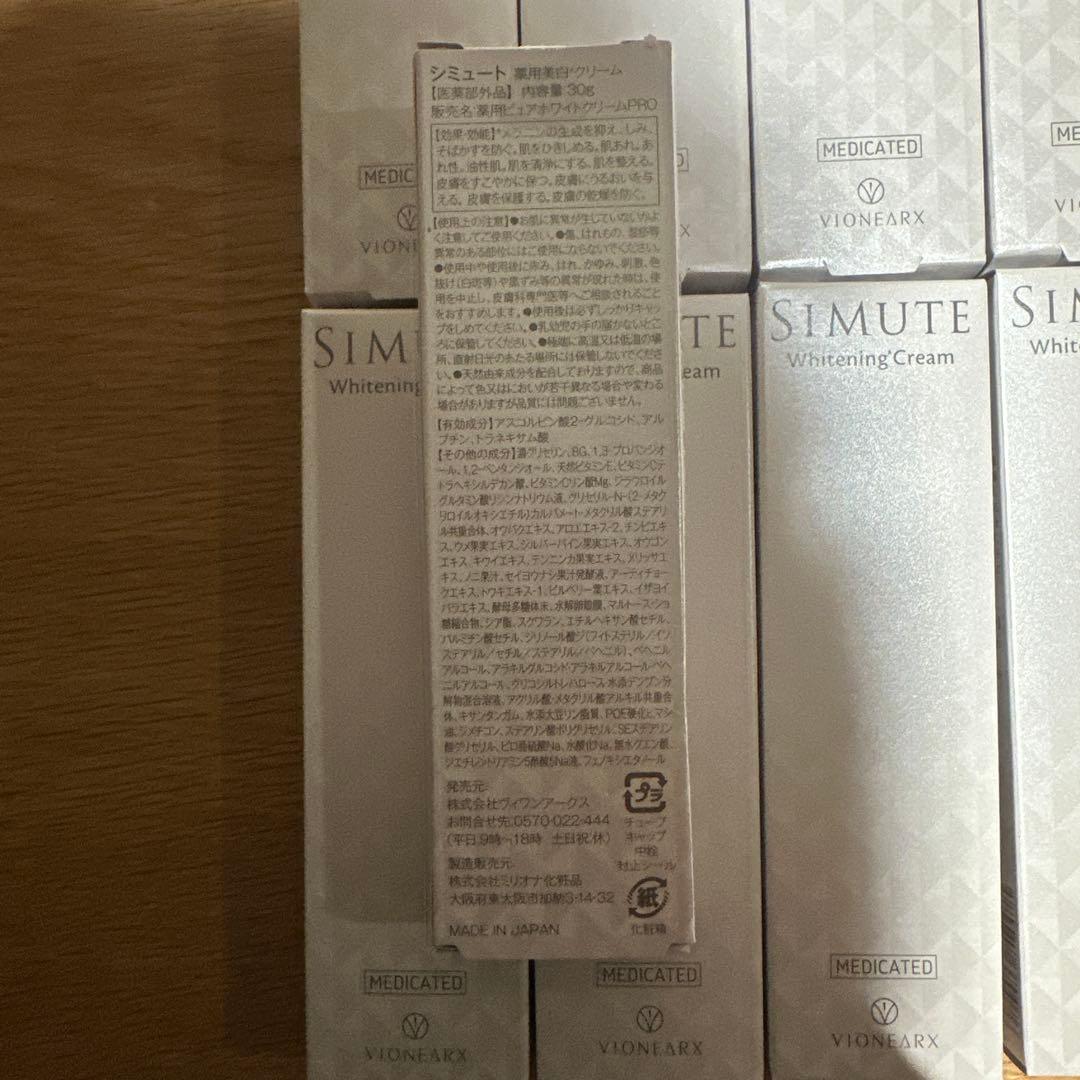 シミュート 薬用美白*クリーム
【医薬部外品】 内容量 30g
販売名:薬用ピュアホワイトクリームPRO
【効果・効能】*メラニンの生成を抑え、しみ、
そばかすを防ぐ。肌をひきしめる。肌あれ。あ
れ性。油性肌。肌を清浄にする。肌を整える。
皮膚をすこやかに保つ。皮膚にうるおいを与
える。皮膚を保護する。皮膚の乾燥を防ぐ。
【使用上の注意】●お肌に異常が生じていないかよ
く注意してご使用ください。●傷、はれもの、湿疹等
異常のある部位にはご使用にならないでください。
●使用中や使用後に赤み、はれ、かゆみ、刺激、色
抜け(白斑等)や黒ずみ等の異常が現れた時は、使
用を中止し、皮膚科専門医等へご相談されること
をおすすめします。●使用後は必ずしっかりキャッ
プをしめてください。●乳幼児の手の届かないとこ
ろに保管してください。●極端に高温又は低温の場
所、直射日光のあたる場所には保管しないでくださ
い。●天然由来成分を配合しておりますので、商品
によって色又はにおいが若干異なる場合や変わる
場合がありますが品質には問題ございません。
【有効成分】アスコルビン酸2-グルコシド、アル
ブチン、トラネキサム酸
【その他の成分】濃グリセリン、BG、1,3-プロパンジオ
ール、1,2-ペンタンジオール、天然ビタミンE、ビタミンCテ
トラヘキシルデカン酸、ビタミンCリン酸Mg、ジラウロイル
グルタミン酸リシンナトリウム液、グリセリル-N-(2-メタク
リロイルオキシエチル)カルバメート・メタクリル酸ステアリ
ル共重合体、オウバクエキス、アロエエキス-2、チンピエキ
ス、ウメ果実エキス、シルバーバイン果実エキス、オウゴン
エキス、キウイエキス、テンニンカ果実エキス、メリッサエ
キス、ノニ果汁、セイヨウナシ果汁発酵液、アーティチョー
クエキス、トウキエキス-1、ビルベリー葉エキス、イザヨイ
バラエキス、酵母多糖体末、水解卵殻膜、マルトース・ショ
糖縮合物、シア脂、スクワラン、エチルヘキサン酸セチル、
パルミチン酸セチル、ジリノール酸ジ(フィトステリル/イソ
ステアリル/セチル/ステアリル/ベヘニル)、ベヘニル
アルコール、アラキルグルコシド・アラキルアルコール・ベヘ
ニルアルコール、グリコシルトレハロース・水添デンプン分
解物混合溶液、アクリル酸・メタクリル酸アルキル共重合
体、キサンタンガム、水添大豆リン脂質、POE硬化ヒマシ
油、ジメチコン、ステアリン酸ポリグリセリル、SEステアリン
酸グリセリル、ピロ亜硫酸Na、水酸化Na、無水クエン酸、
ジエチレントリアミン5酢酸5Na液、フェノキシエタノール
発売元:
株式会社ヴィワンアークス
お問合せ先:0570-022-444
(平日9時〜18時 土日祝/休)
製造販売元:
株式会社ミリオナ化粧品
大阪府東大阪市加納3-14-32
MADE IN JAPAN
プラ
チューブ
キャップ
中栓
封止シール
紙
化粧箱
MEDIC
VIONEARX
MEDICATED
VIONEARX
ME
VI
SIMU
Whitening
TE
eam
SIMUTE
Whitening*Cream
SIM
Whit
MEDICATED
VIONEARX
MEDICATED
VIONEARX
MEDICATED
VIONEARX